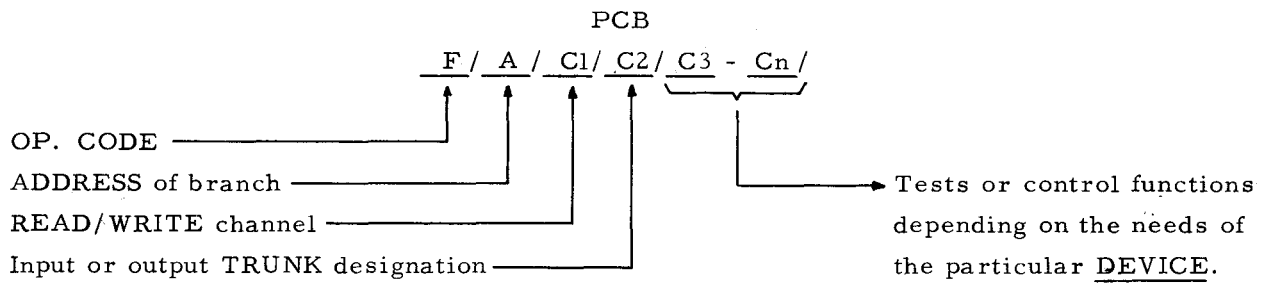 PCB
F/ A / C1/ C2/ C3 - Cn /
OP. CODE
ADDRESS of branch
READ/WRITE channel
Input or output TRUNK designation
Tests or control functions
depending on the needs of
the particular DEVICE.